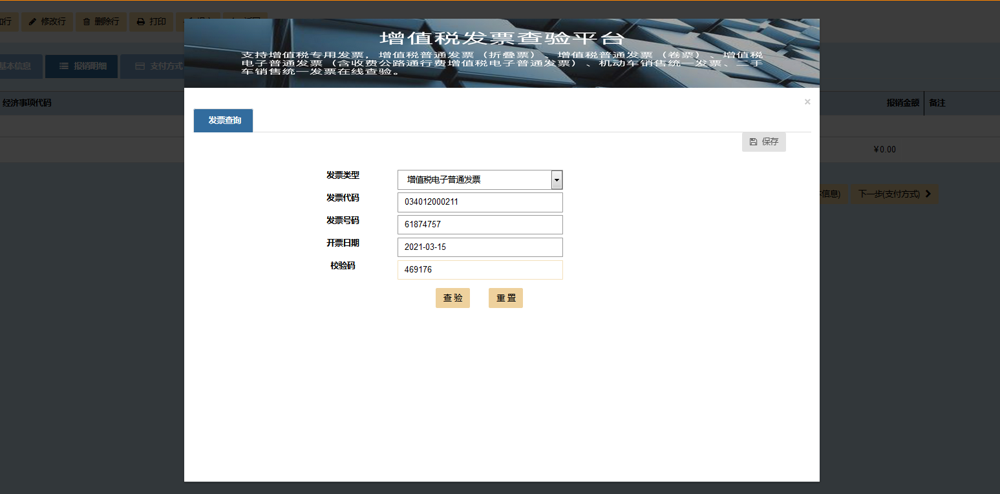 修改行
删除行
打印
增值税发票查验平台
支持增值税专用发票，增值税普通发票（折叠票）、增值税普通发票（卷票）、增值税
电子普通发票（含收费公路通行费增值税电子普通发票）、机动车销售统一发票、二手
车销售统一发票在线查验。
基本信息
报销明细
支付方式
经济事项代码
报销金额
备注
×
发票查询
保存
¥0.00
发票类型
增值税电子普通发票
发票代码
034012000211
信息)
下一步(支付方式)
发票号码
61874757
开票日期
2021-03-15
校验码
469176
查 验
重 置